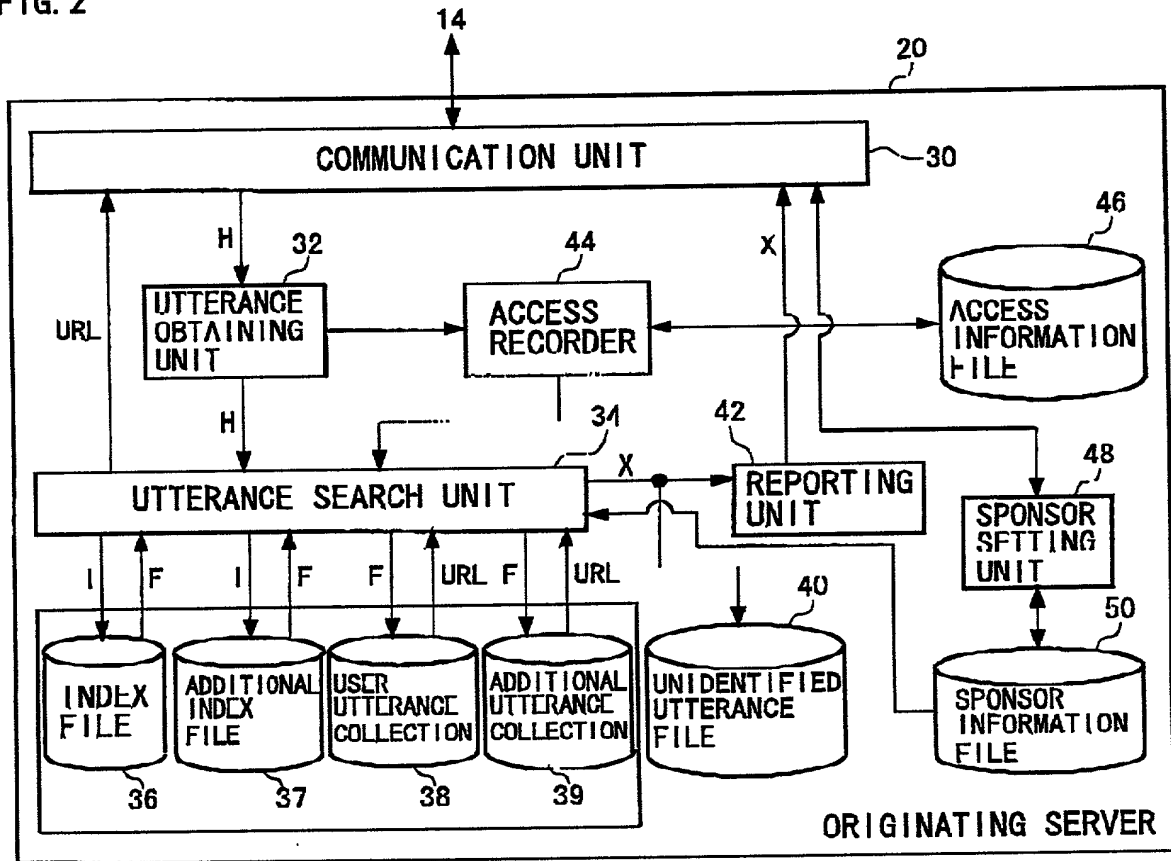 FIG. 2
14
20
COMMUNICATION UNIT
30
H
32
44
X
46
URL
UTTERANCE
OBTAINING
UNIT
ACCESS
RECORDER
ACCESS
INFORMATION
FILE
H
34
X
42
48
UTTERANCE SEARCH UNIT
REPORTING
UNIT
SPONSOR
SETTING
UNIT
I
F
I
F
F
URL
F
URL
40
50
INDEX
FILE
ADDITIONAL
INDEX
FILE
USER
UTTERANCE
COLLECTION
ADDITIONAL
UTTERANCE
COLLECTION
UNIDENTIFIED
UTTERANCE
FILE
SPONSOR
INFORMATION
FILE
36
37
38
39
ORIGINATING SERVER